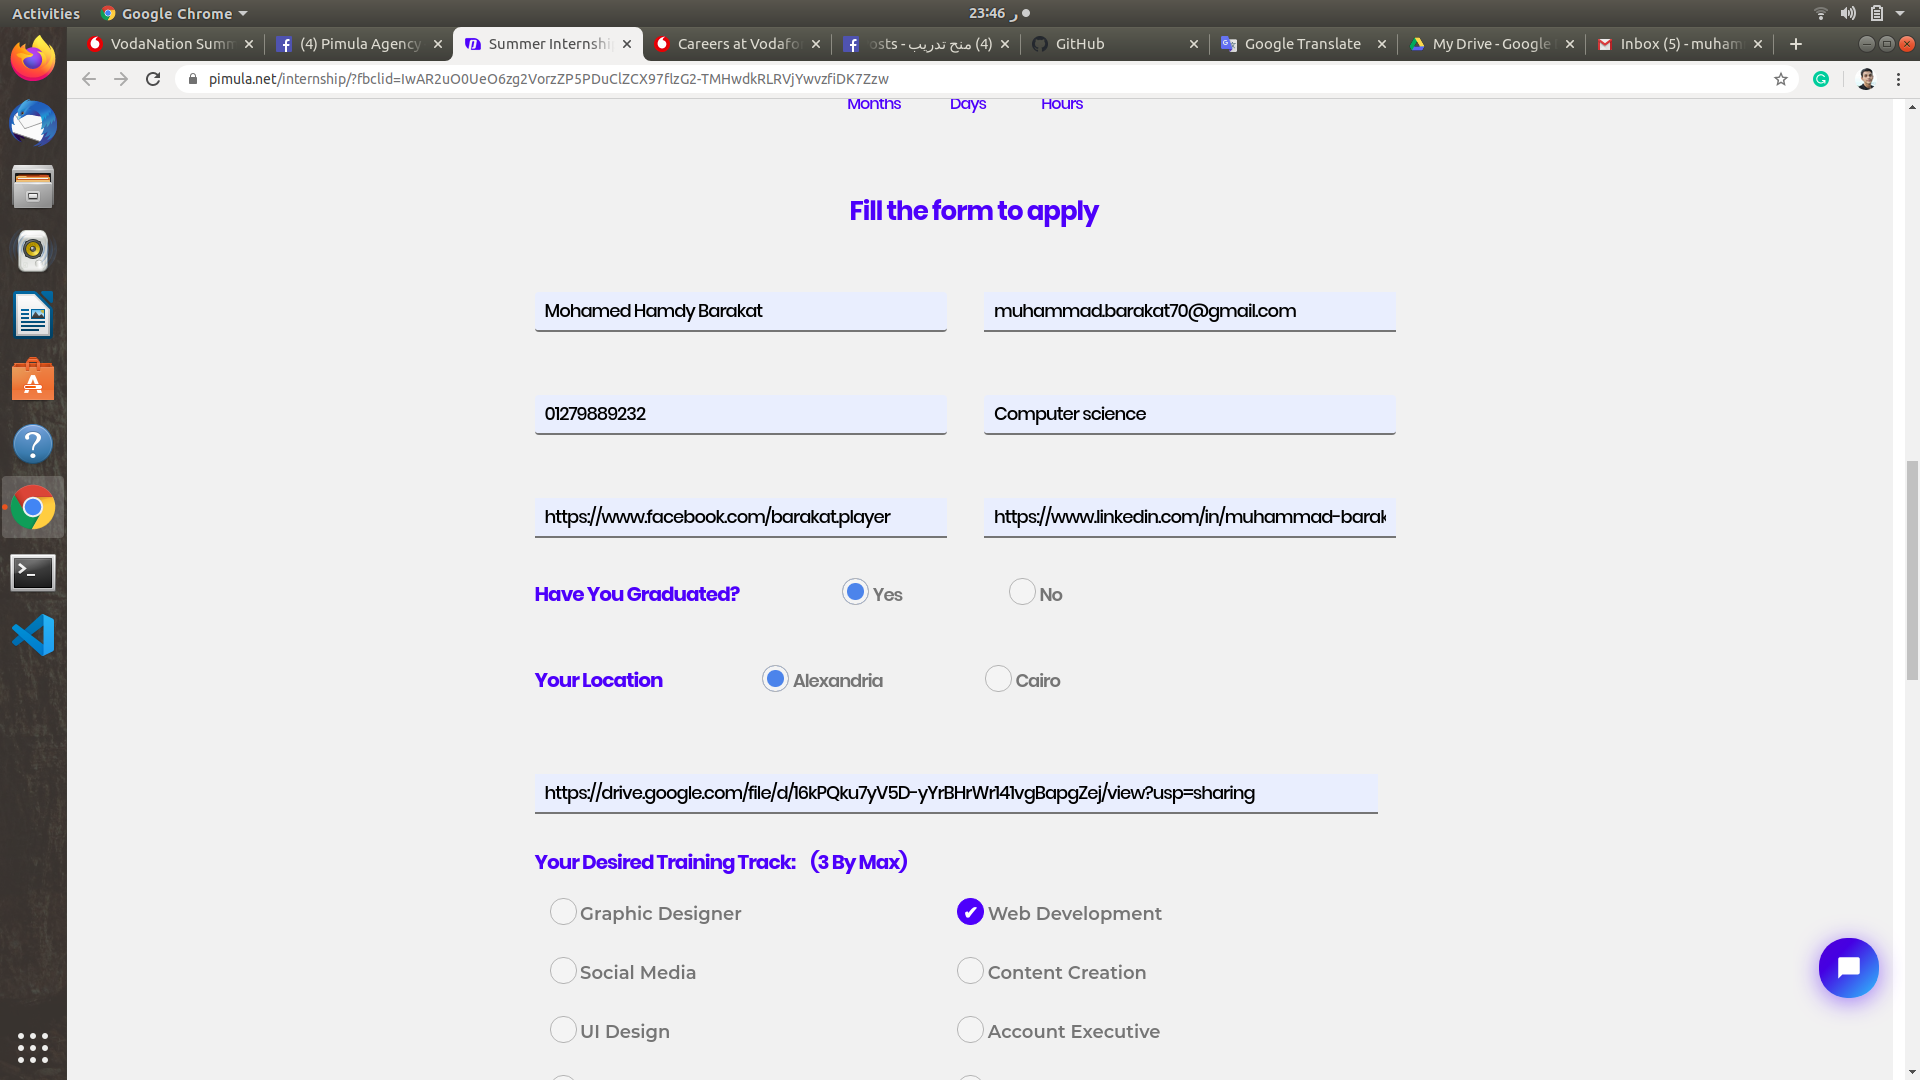 Activities Google Chrome 23:46 ر
VodaNation Summ (4) Pimula Agency Summer Internshi Careers at Vodafo (4) منح تدريب - osts GitHub Google Translate My Drive - Google Inbox (5) - muham
pimula.net/internship/?fbclid=IwAR2uO0UeO6zg2VorzZP5PDuClZCX97flzG2-TMHwdkRLRVjYwvzfiDK7Zzw
Months Days Hours
Fill the form to apply
Mohamed Hamdy Barakat muhammad.barakat70@gmail.com
01279889232 Computer science
https://www.facebook.com/barakat.player https://www.linkedin.com/in/muhammad-barak
Have You Graduated? Yes No
Your Location Alexandria Cairo
https://drive.google.com/file/d/16kPQku7yV5D-yYrBHrWr141vgBapgZej/view?usp=sharing
Your Desired Training Track: (3 By Max)
Graphic Designer Web Development
Social Media Content Creation
UI Design Account Executive